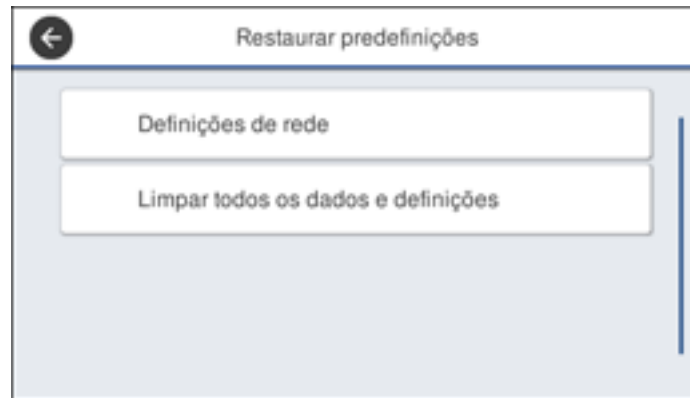 Restaurar predefinições
Definições de rede
Limpar todos os dados e definições